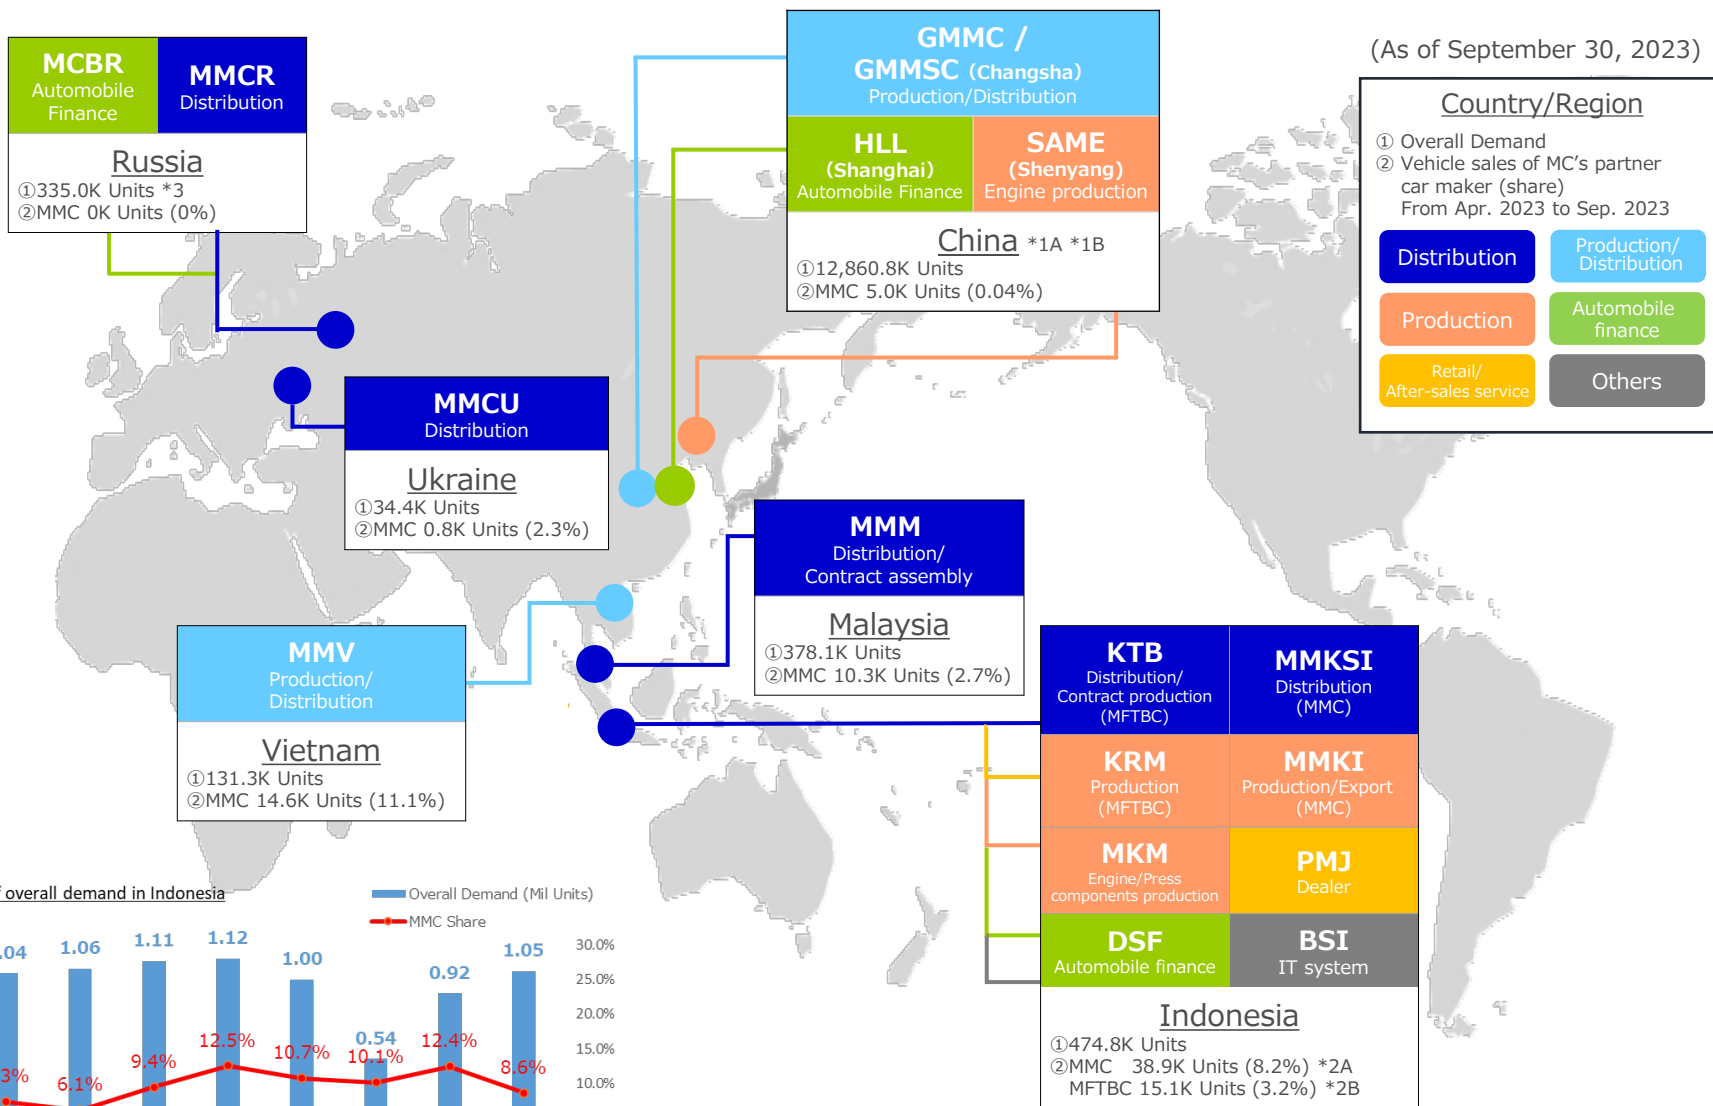 (As of September 30, 2023)
Country/Region
① Overall Demand
② Vehicle sales of MC's partner
car maker (share)
From Apr. 2023 to Sep. 2023
Distribution
Production/
Distribution
Production
Automobile
finance
Retail/
After-sales service
Others
MCBR
Automobile
Finance
MMCR
Distribution
Russia
①335.0K Units *3
②MMC 0K Units (0%)
GMMC /
GMMSC (Changsha)
Production/Distribution
HLL
(Shanghai)
Automobile Finance
SAME
(Shenyang)
Engine production
China *1A *1B
①12,860.8K Units
②MMC 5.0K Units (0.04%)
MMCU
Distribution
Ukraine
①34.4K Units
②MMC 0.8K Units (2.3%)
MMM
Distribution/
Contract assembly
Malaysia
①378.1K Units
②MMC 10.3K Units (2.7%)
MMV
Production/
Distribution
Vietnam
①131.3K Units
②MMC 14.6K Units (11.1%)
KTB
Distribution/
Contract production
(MFTBC)
MMKSI
Distribution
(MMC)
KRM
Production
(MFTBC)
MMKI
Production/Export
(MMC)
MKM
Engine/Press
components production
PMJ
Dealer
DSF
Automobile finance
BSI
IT system
Indonesia
①474.8K Units
②MMC 38.9K Units (8.2%) *2A
MFTBC 15.1K Units (3.2%) *2B
overall demand in Indonesia
Overall Demand (Mil Units)
MMC Share
.04
1.06
1.11
1.12
1.00
0.54
0.92
1.05
3%
6.1%
9.4%
12.5%
10.7%
10.1%
12.4%
8.6%
30.0%
25.0%
20.0%
15.0%
10.0%